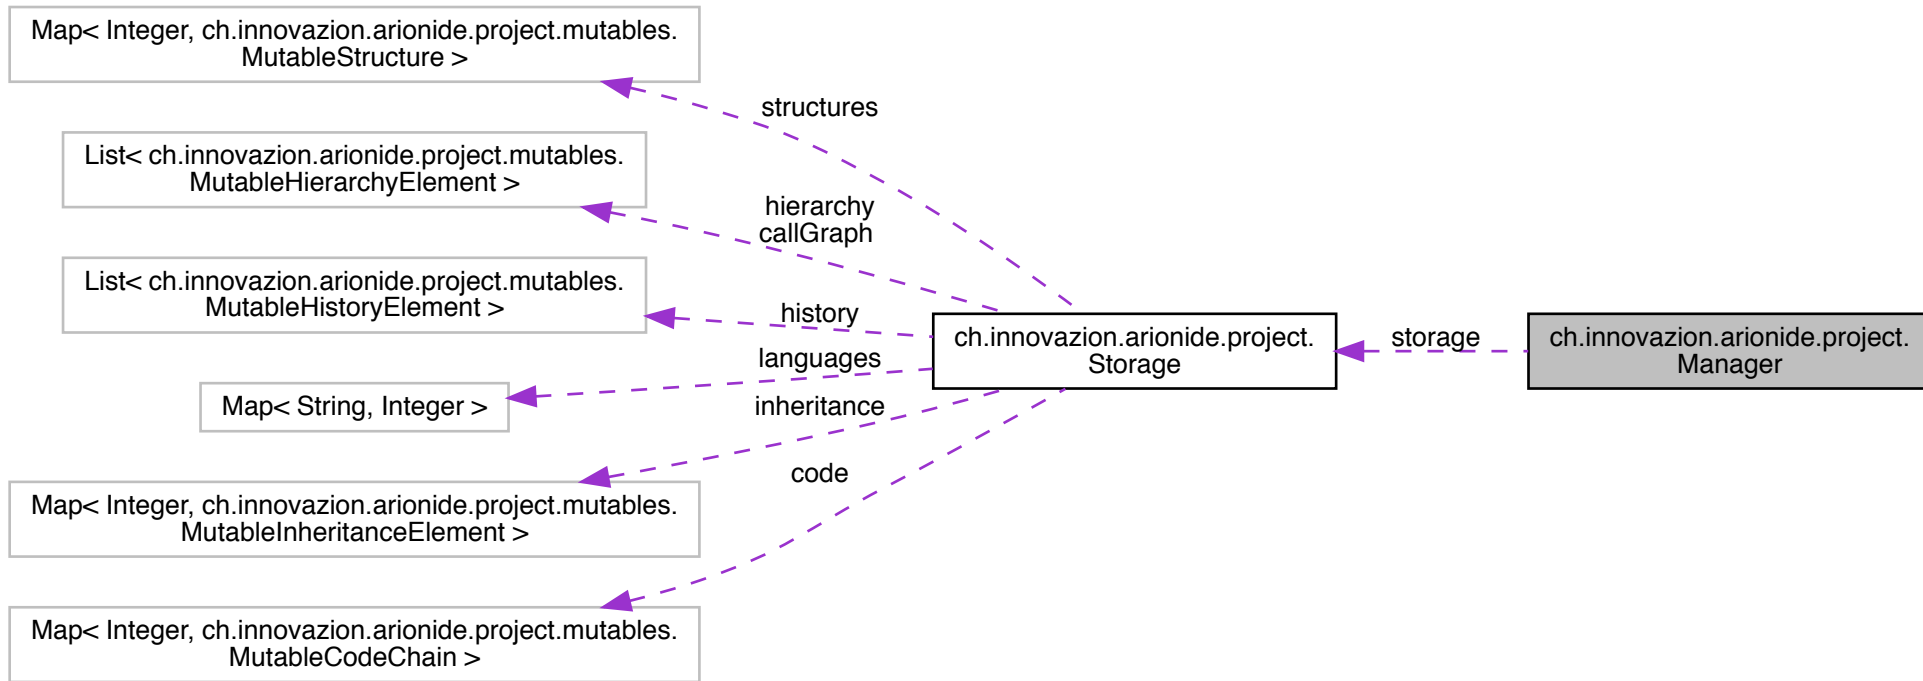 Map< Integer, ch.innovazion.arionide.project.mutables.
MutableStructure >
structures
List< ch.innovazion.arionide.project.mutables.
MutableHierarchyElement >
hierarchy
callGraph
List< ch.innovazion.arionide.project.mutables.
MutableHistoryElement >
history
ch.innovazion.arionide.project.
Storage
storage
ch.innovazion.arionide.project.
Manager
languages
Map< String, Integer >
inheritance
Map< Integer, ch.innovazion.arionide.project.mutables.
MutableInheritanceElement >
code
Map< Integer, ch.innovazion.arionide.project.mutables.
MutableCodeChain >